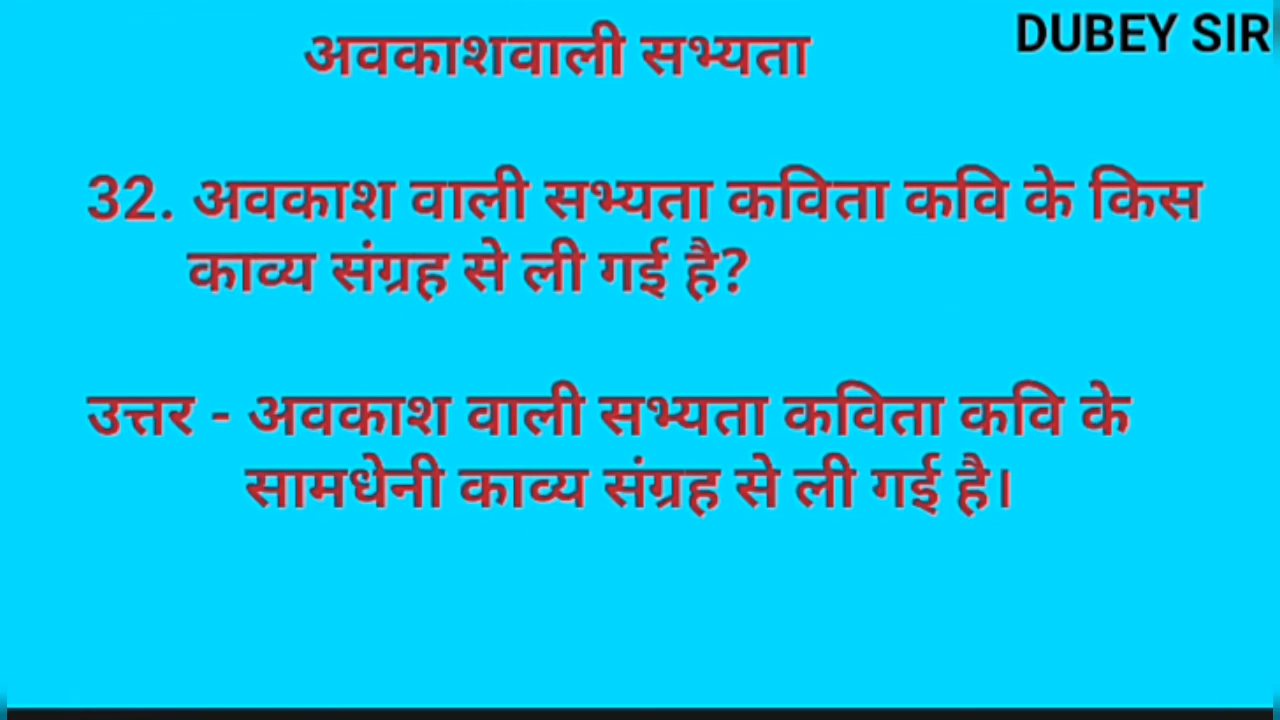 DUBEY SIR
अवकाशवाली सभ्यता
32. अवकाश वाली सभ्यता कविता कवि के किस
काव्य संग्रह से ली गई है?
उत्तर - अवकाश वाली सभ्यता कविता कवि के
सामधेनी काव्य संग्रह से ली गई है।